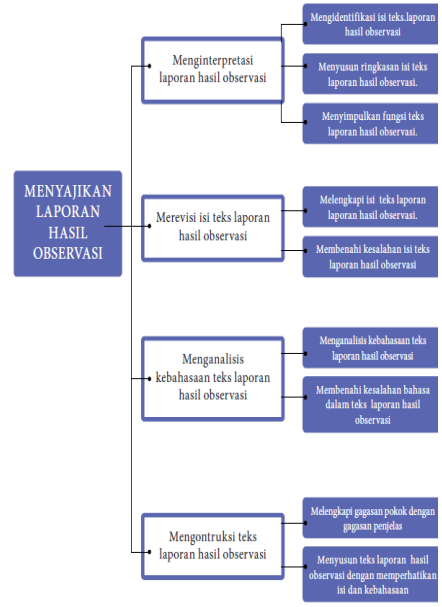 MENYAJIKAN
LAPORAN
HASIL
OBSERVASI
Menginterpretasi
laporan hasil observasi
Mengidentifikasi isi teks.laporan
hasil observasi
Menyusun ringkasan isi teks
laporan hasil observasi.
Menyimpulkan fungsi teks
laporan hasil observasi.
Merevisi isi teks laporan
hasil observasi
Melengkapi isi teks laporan
laporan hasil observasi.
Membenahi kesalahan isi teks
laporan hasil observasi
Menganalisis
kebahasaan teks laporan
hasil observasi
Menganalisis kebahasaan teks
laporan hasil observasi
Membenahi kesalahan bahasa
dalam teks laporan hasil
observasi
Mengontruksi teks
laporan hasil observasi
Melengkapi gagasan pokok dengan
gagasan penjelas
Menyusun teks laporan hasil
observasi dengan memperhatikan
isi dan kebahasaan